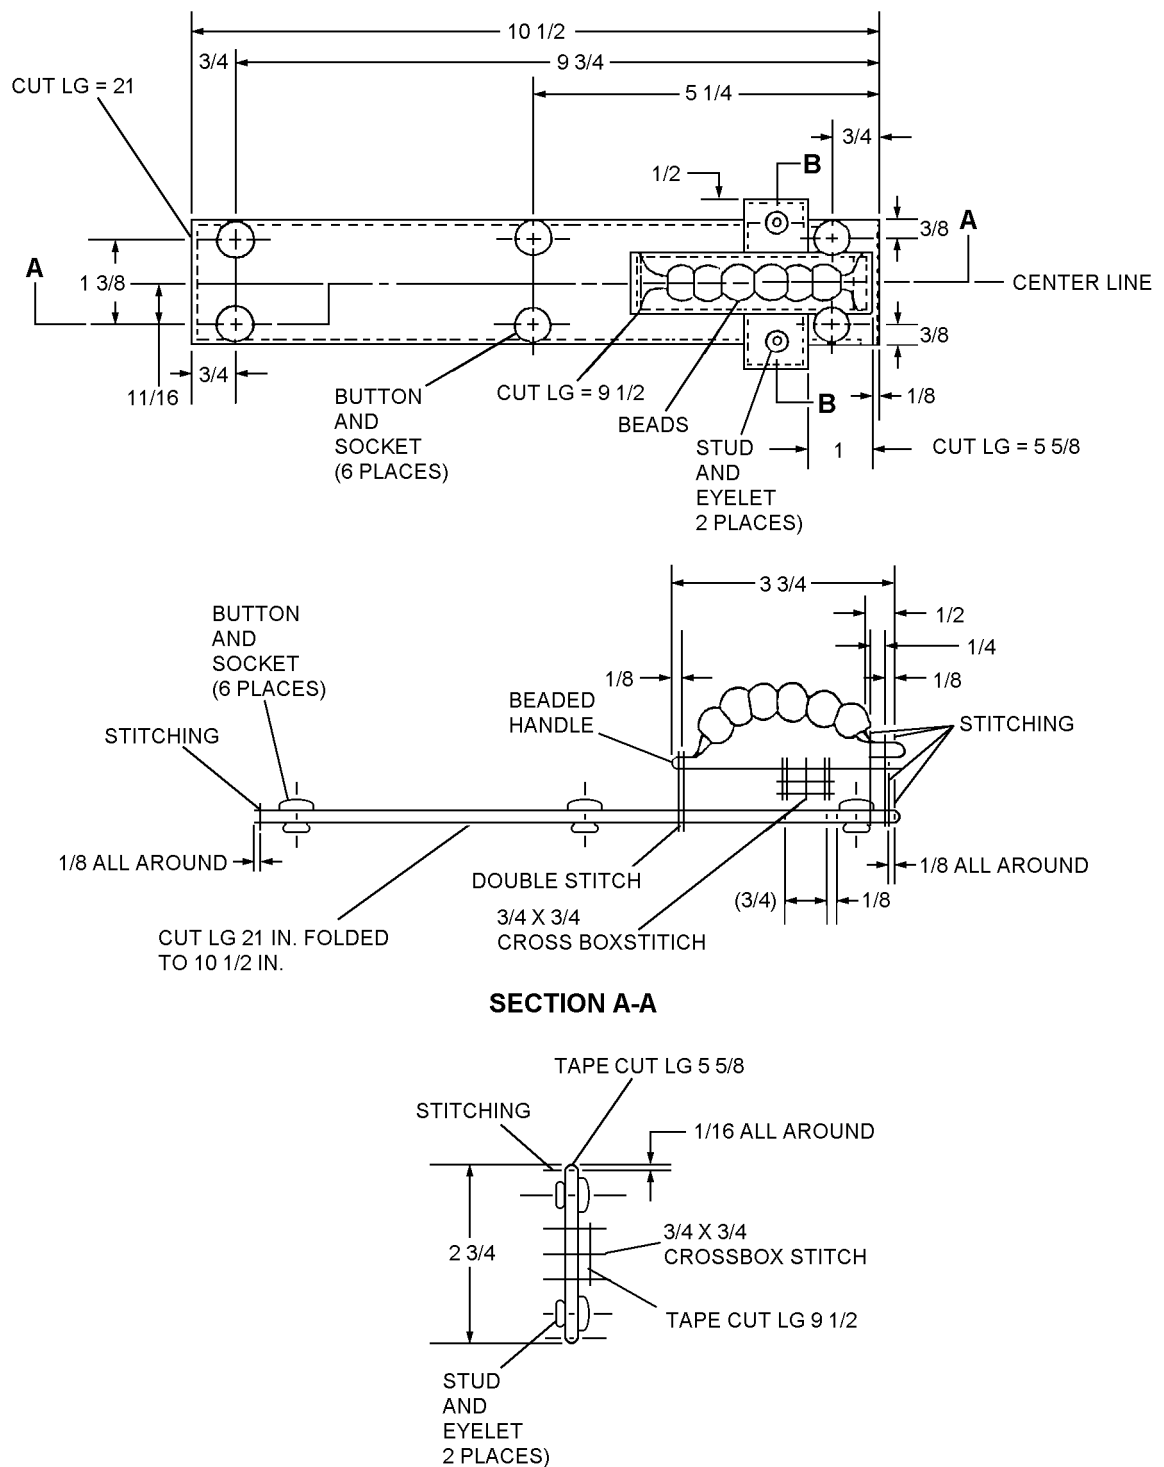 10 1/2
3/4
9 3/4
CUT LG = 21
5 1/4
3/4
1/2
B
3/8
A
A
1 3/8
CENTER LINE
3/8
3/4
11/16
BUTTON
AND
SOCKET
(6 PLACES)
CUT LG = 9 1/2
BEADS
B
1/8
STUD
AND
EYELET
2 PLACES)
1
CUT LG = 5 5/8
3 3/4
BUTTON
AND
SOCKET
(6 PLACES)
1/2
1/4
1/8
1/8
BEADED
HANDLE
STITCHING
STITCHING
1/8 ALL AROUND
1/8 ALL AROUND
DOUBLE STITCH
(3/4)
1/8
3/4 X 3/4
CROSS BOXSTITICH
CUT LG 21 IN. FOLDED
TO 10 1/2 IN.
SECTION A-A
TAPE CUT LG 5 5/8
STITCHING
1/16 ALL AROUND
2 3/4
3/4 X 3/4
CROSSBOX STITCH
TAPE CUT LG 9 1/2
STUD
AND
EYELET
2 PLACES)